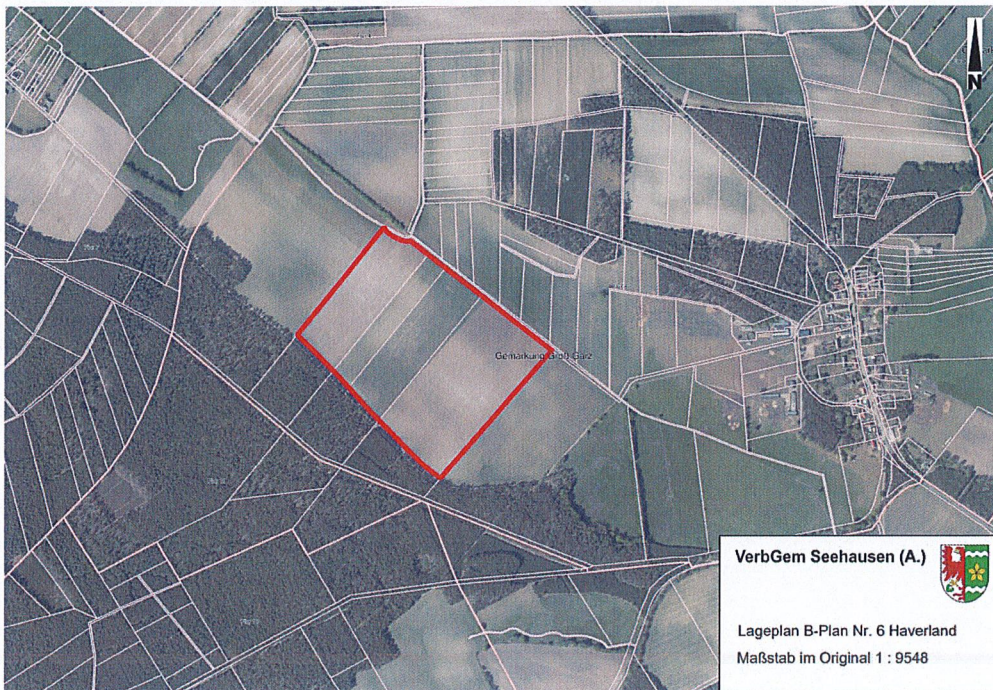 N
Gemarkung Groß Garz
VerbGem Seehausen (A.)
Lageplan B-Plan Nr. 6 Haverland
Maßstab im Original 1 : 9548